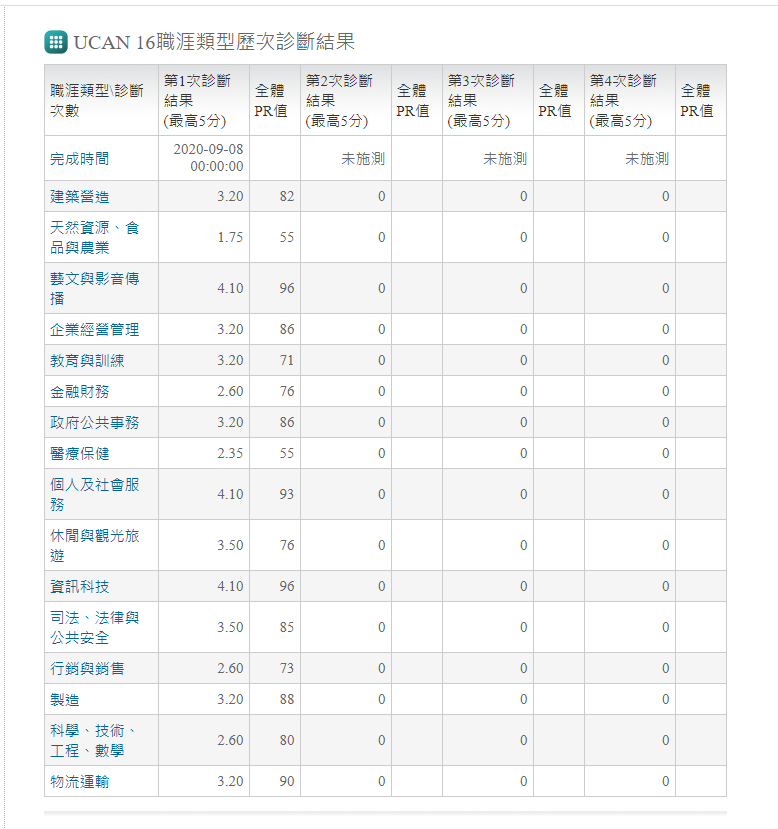 UCAN 16職涯類型歷次診斷結果
職涯類型\診斷次數 第1次診斷結果(最高5分) 全體PR值 第2次診斷結果(最高5分) 全體PR值 第3次診斷結果(最高5分) 全體PR值 第4次診斷結果(最高5分) 全體PR值
完成時間 2020-09-08 00:00:00 未施測 未施測 未施測
建築營造 3.20 82 0 0 0
天然資源、食品與農業 1.75 55 0 0 0
藝文與影音傳播 4.10 96 0 0 0
企業經營管理 3.20 86 0 0 0
教育與訓練 3.20 71 0 0 0
金融財務 2.60 76 0 0 0
政府公共事務 3.20 86 0 0 0
醫療保健 2.35 55 0 0 0
個人及社會服務 4.10 93 0 0 0
休閒與觀光旅遊 3.50 76 0 0 0
資訊科技 4.10 96 0 0 0
司法、法律與公共安全 3.50 85 0 0 0
行銷與銷售 2.60 73 0 0 0
製造 3.20 88 0 0 0
科學、技術、工程、數學 2.60 80 0 0 0
物流運輸 3.20 90 0 0 0